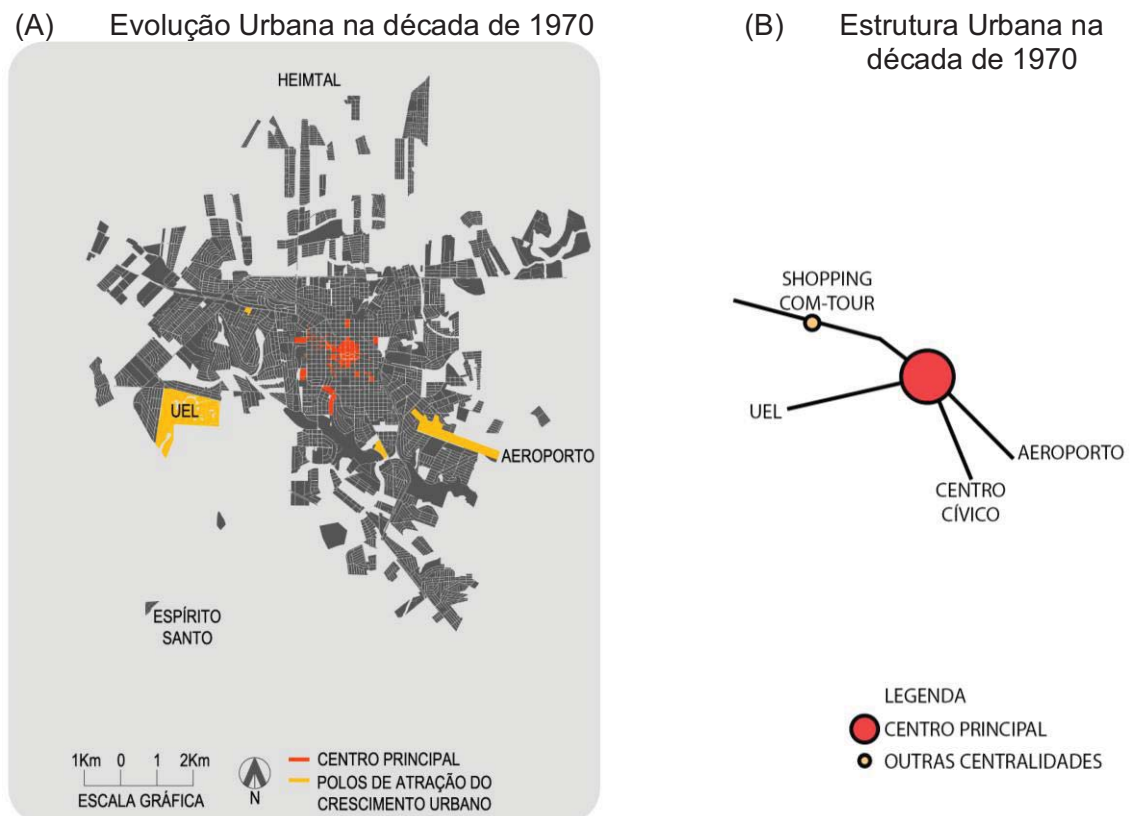 (A) Evolução Urbana na década de 1970
HEIMTAL
UEL
AEROPORTO
ESPÍRITO
SANTO
1Km 0 1 2Km
ESCALA GRÁFICA
N
CENTRO PRINCIPAL
POLOS DE ATRAÇÃO DO
CRESCIMENTO URBANO
(B) Estrutura Urbana na
década de 1970
SHOPPING
COM-TOUR
UEL
AEROPORTO
CENTRO
CÍVICO
LEGENDA
CENTRO PRINCIPAL
OUTRAS CENTRALIDADES